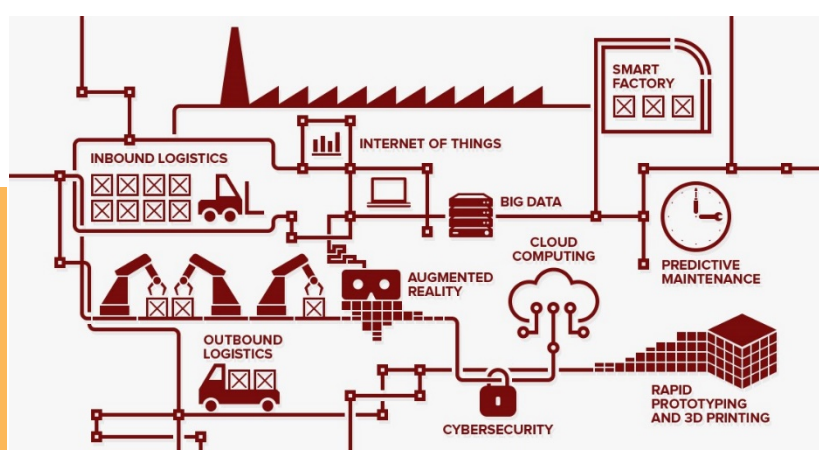 SMART
FACTORY
INTERNET OF THINGS
INBOUND LOGISTICS
BIG DATA
CLOUD
COMPUTING
PREDICTIVE
MAINTENANCE
AUGMENTED
REALITY
OUTBOUND
LOGISTICS
RAPID
PROTOTYPING
AND 3D PRINTING
CYBERSECURITY